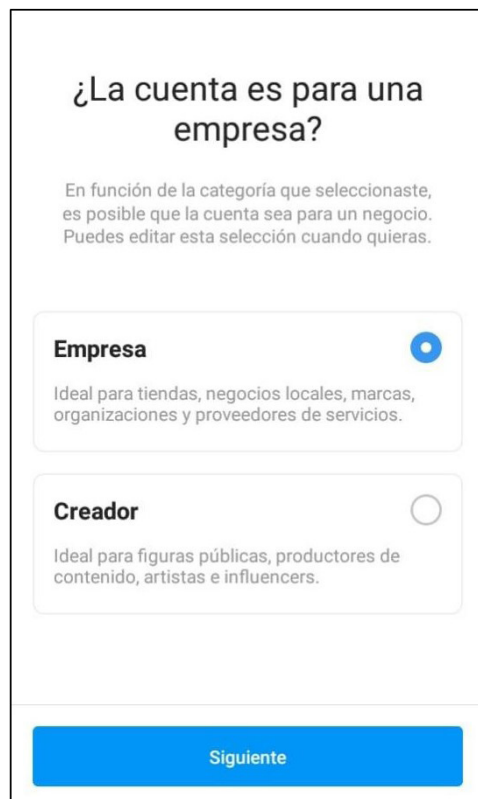 ¿La cuenta es para una
empresa?
En función de la categoría que seleccionaste,
es posible que la cuenta sea para un negocio.
Puedes editar esta selección cuando quieras.
Empresa
Ideal para tiendas, negocios locales, marcas,
organizaciones y proveedores de servicios.
Creador
Ideal para figuras públicas, productores de
contenido, artistas e influencers.
Siguiente